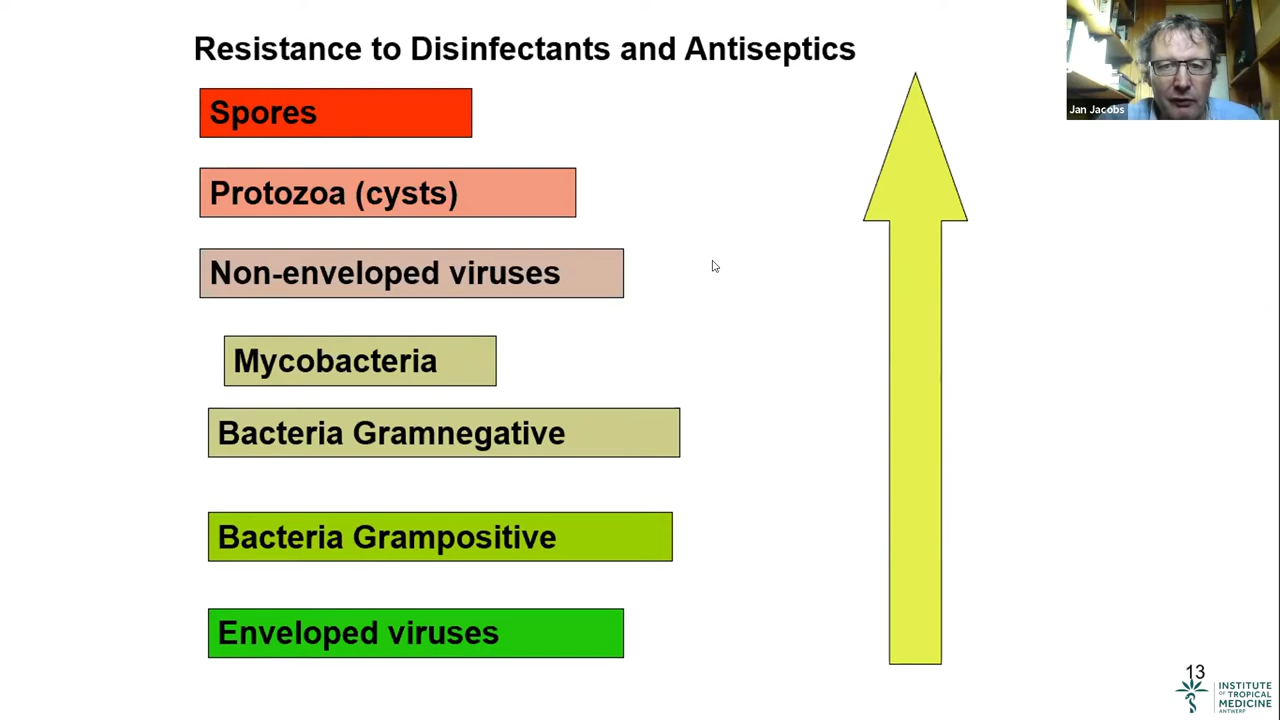 Resistance to Disinfectants and Antiseptics
Spores
Protozoa (cysts)
Non-enveloped viruses
Mycobacteria
Bacteria Gramnegative
Bacteria Grampositive
Enveloped viruses
Jan Jacobs
13
INSTITUTE
OF TROPICAL
MEDICINE
ANTWERP